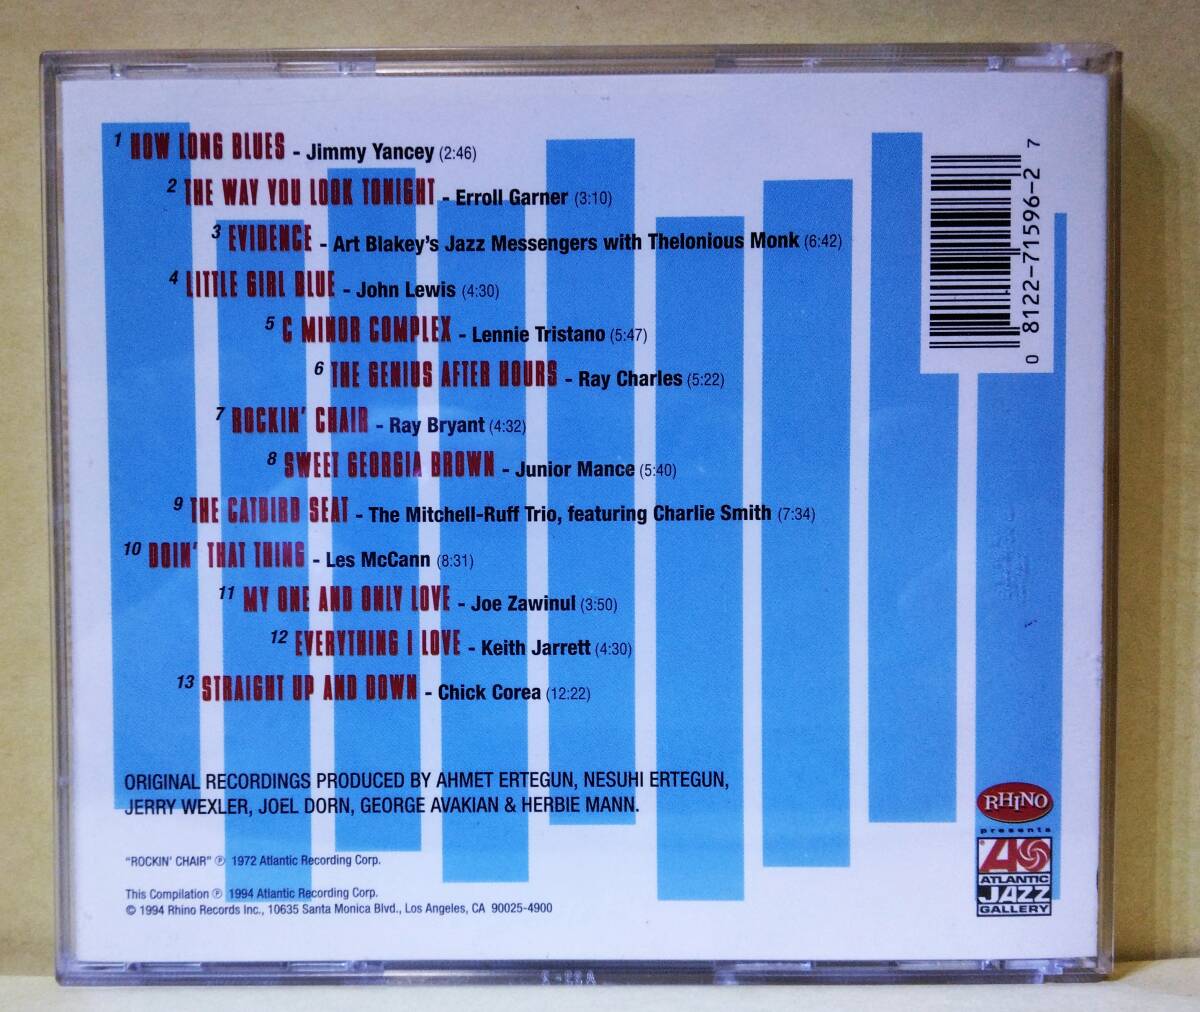 1 HOW LONG BLUES - Jimmy Yancey (2:46)
2 THE WAY YOU LOOK TONIGHT - Erroll Garner (3:10)
3 EVIDENCE - Art Blakey's Jazz Messengers with Thelonious Monk (6:42)
4 LITTLE GIRL BLUE - John Lewis (4:30)
5 C MINOR COMPLEX - Lennie Tristano (5:47)
6 THE GENIUS AFTER HOURS - Ray Charles (5:22)
7 ROCKIN' CHAIR - Ray Bryant (4:32)
8 SWEET GEORGIA BROWN - Junior Mance (5:40)
9 THE CATBIRD SEAT - The Mitchell-Ruff Trio, featuring Charlie Smith (7:34)
10 DOIN' THAT THING - Les McCann (8:31)
11 MY ONE AND ONLY LOVE - Joe Zawinul (3:50)
12 EVERYTHING I LOVE - Keith Jarrett (4:30)
13 STRAIGHT UP AND DOWN - Chick Corea (12:22)
ORIGINAL RECORDINGS PRODUCED BY AHMET ERTEGUN, NESUHI ERTEGUN,
JERRY WEXLER, JOEL DORN, GEORGE AVAKIAN & HERBIE MANN.
"ROCKIN' CHAIR" ℗ 1972 Atlantic Recording Corp.
This Compilation ℗ 1994 Atlantic Recording Corp.
© 1994 Rhino Records Inc., 10635 Santa Monica Blvd., Los Angeles, CA 90025-4900
0 8122-71596-2 7
RHINO
presents
ATLANTIC
JAZZ
GALLERY